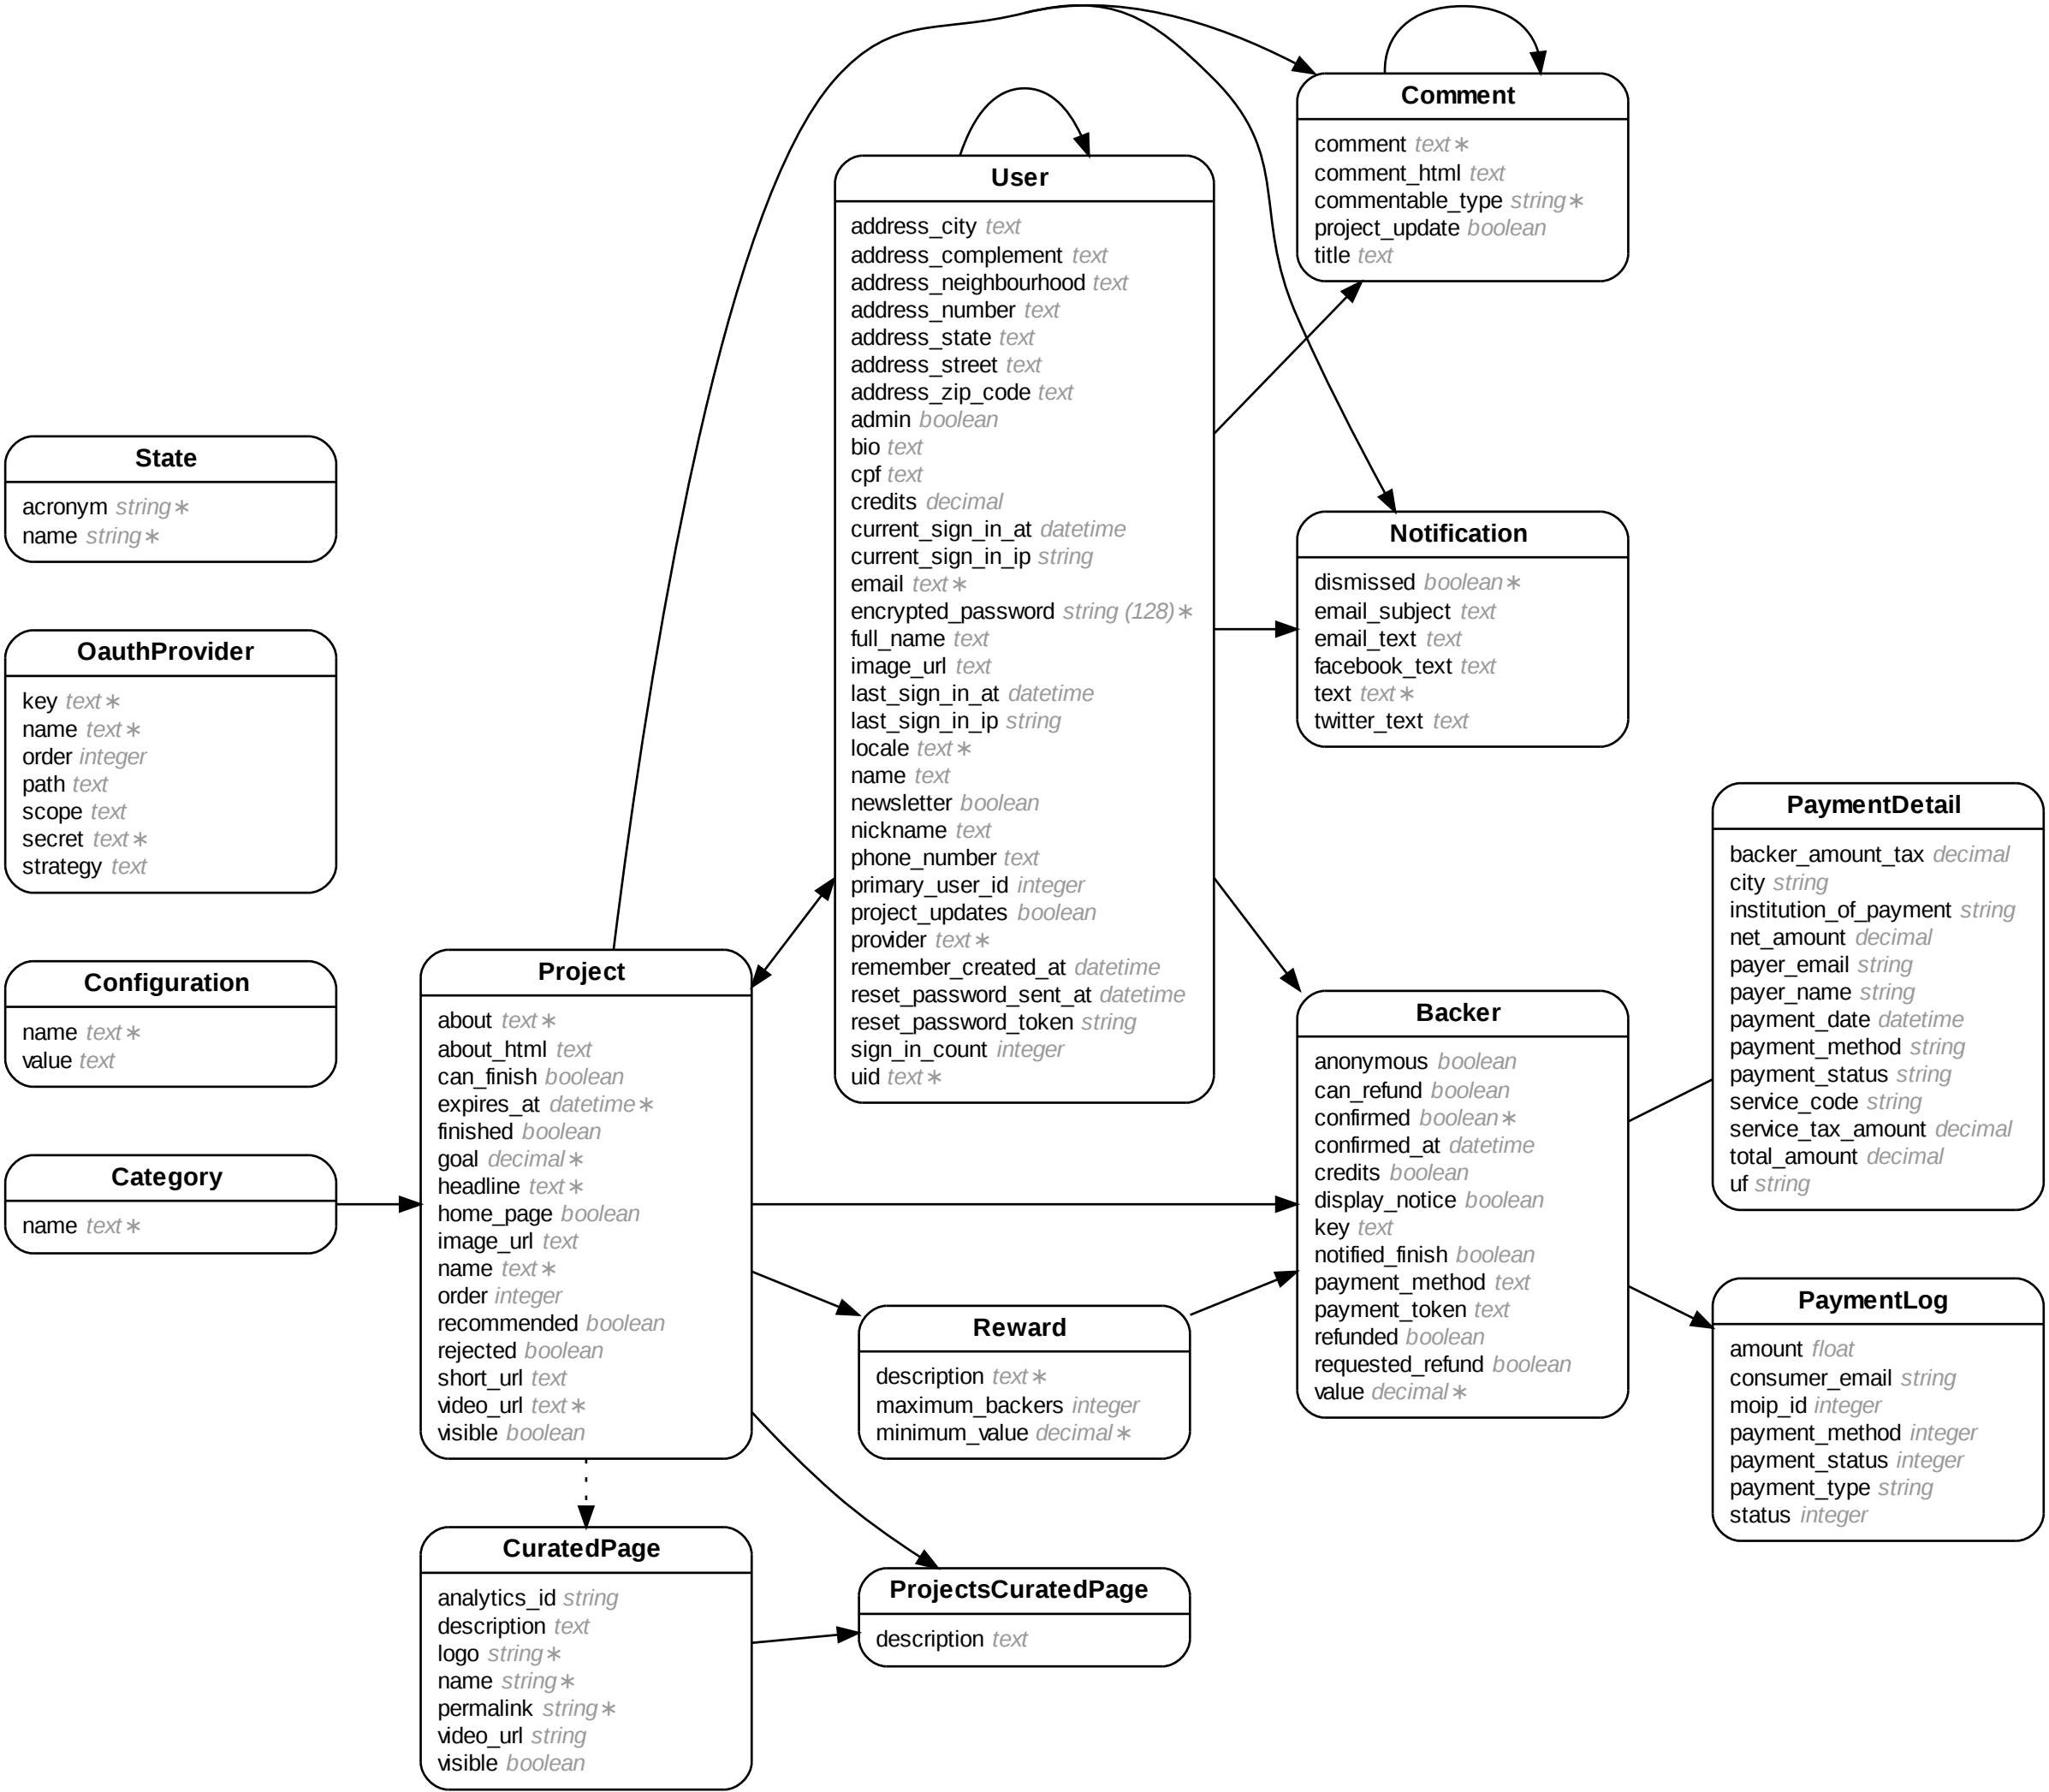 Comment
comment text∗
comment_html text
commentable_type string∗
project_update boolean
title text
User
address_city text
address_complement text
address_neighbourhood text
address_number text
address_state text
address_street text
address_zip_code text
admin boolean
bio text
cpf text
credits decimal
current_sign_in_at datetime
current_sign_in_ip string
email text∗
encrypted_password string (128)∗
full_name text
image_url text
last_sign_in_at datetime
last_sign_in_ip string
locale text∗
name text
newsletter boolean
nickname text
phone_number text
primary_user_id integer
project_updates boolean
provider text∗
remember_created_at datetime
reset_password_sent_at datetime
reset_password_token string
sign_in_count integer
uid text∗
State
acronym string∗
name string∗
Notification
dismissed boolean∗
email_subject text
email_text text
facebook_text text
text text∗
twitter_text text
OauthProvider
key text∗
name text∗
order integer
path text
scope text
secret text∗
strategy text
PaymentDetail
backer_amount_tax decimal
city string
institution_of_payment string
net_amount decimal
payer_email string
payer_name string
payment_date datetime
payment_method string
payment_status string
service_code string
service_tax_amount decimal
total_amount decimal
uf string
Configuration
name text∗
value text
Project
about text∗
about_html text
can_finish boolean
expires_at datetime∗
finished boolean
goal decimal∗
headline text∗
home_page boolean
image_url text
name text∗
order integer
recommended boolean
rejected boolean
short_url text
video_url text∗
visible boolean
Backer
anonymous boolean
can_refund boolean
confirmed boolean∗
confirmed_at datetime
credits boolean
display_notice boolean
key text
notified_finish boolean
payment_method text
payment_token text
refunded boolean
requested_refund boolean
value decimal∗
Category
name text∗
Reward
description text∗
maximum_backers integer
minimum_value decimal∗
PaymentLog
amount float
consumer_email string
moip_id integer
payment_method integer
payment_status integer
payment_type string
status integer
CuratedPage
analytics_id string
description text
logo string∗
name string∗
permalink string∗
video_url string
visible boolean
ProjectsCuratedPage
description text